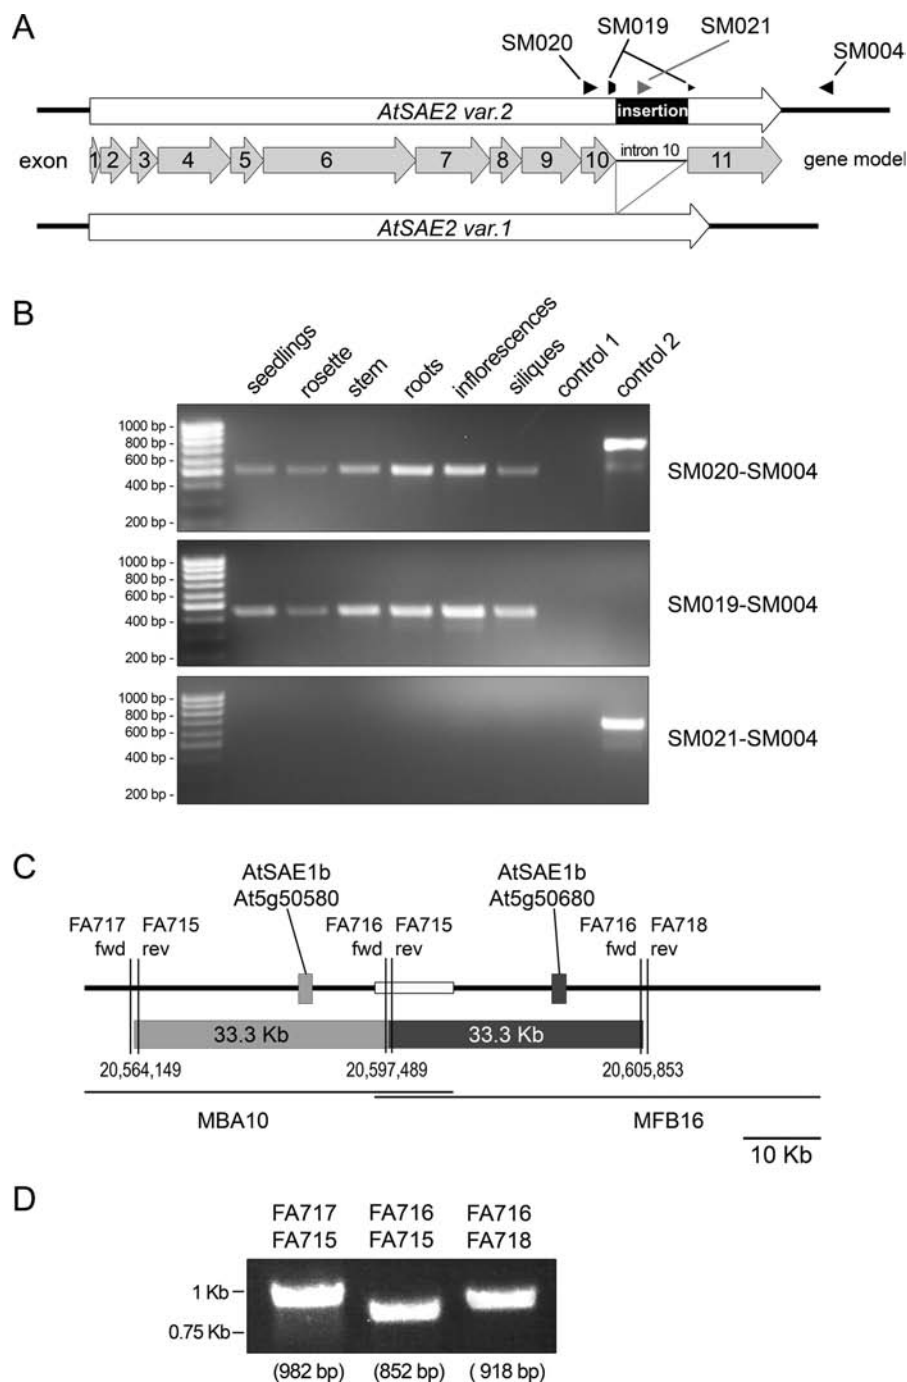 A
SM020
SM019
SM021
SM004
AtSAE2 var.2
insertion
exon
1
2
3
4
5
6
7
8
9
10
intron 10
11
gene model
AtSAE2 var.1
B
seedlings
rosette
stem
roots
inflorescences
siliques
control 1
control 2
1000 bp -
800 bp -
600 bp -
400 bp -
200 bp -
SM020-SM004
1000 bp -
800 bp -
600 bp -
400 bp -
200 bp -
SM019-SM004
1000 bp -
800 bp -
600 bp -
400 bp -
200 bp -
SM021-SM004
C
AtSAE1b
At5g50580
AtSAE1b
At5g50680
FA717
fwd
FA715
rev
FA716
fwd
FA715
rev
FA716
fwd
FA718
rev
33.3 Kb
33.3 Kb
20,564,149
20,597,489
20,605,853
MBA10
MFB16
10 Kb
D
FA717
FA715
FA716
FA715
FA716
FA718
1 Kb
0.75 Kb
(982 bp)
(852 bp)
( 918 bp)